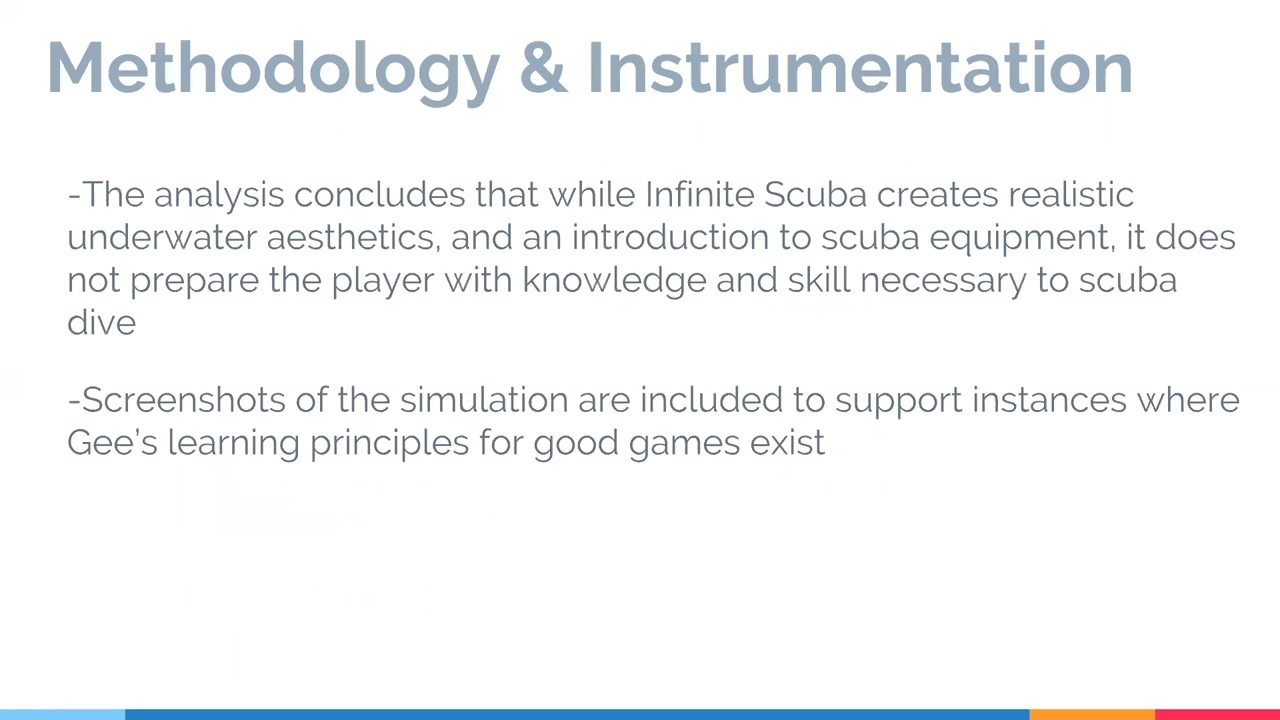 Methodology & Instrumentation
-The analysis concludes that while Infinite Scuba creates realistic
underwater aesthetics, and an introduction to scuba equipment, it does
not prepare the player with knowledge and skill necessary to scuba
dive
-Screenshots of the simulation are included to support instances where
Gee's learning principles for good games exist